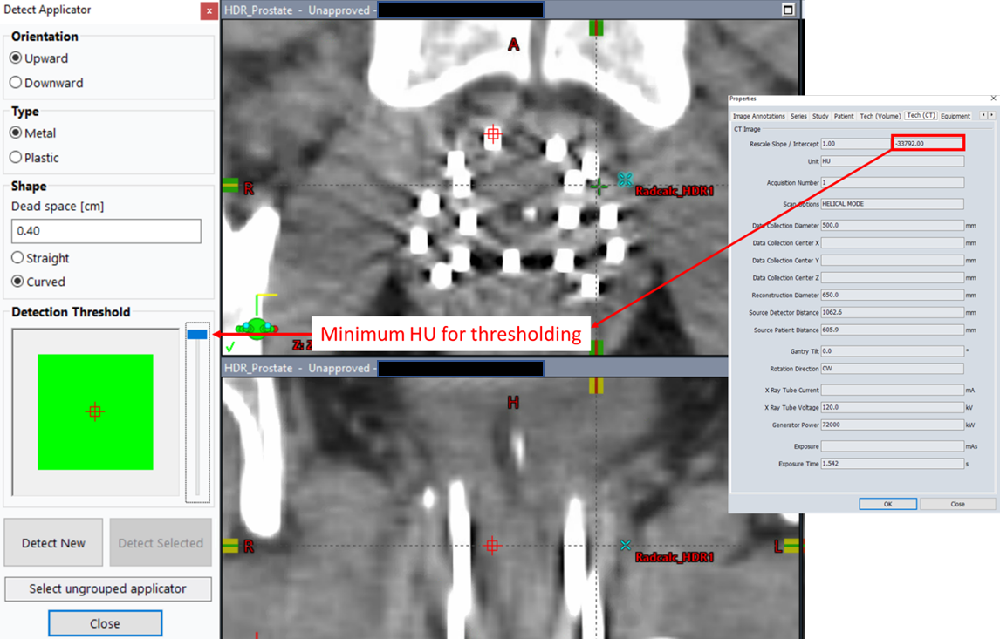 Detect Applicator
x
Orientation
Upward
Downward
Type
Metal
Plastic
Shape
Dead space [cm]
0.40
Straight
Curved
Detection Threshold
Detect New
Detect Selected
Select ungrouped applicator
Close
HDR_Prostate - Unapproved -
A
R
Radcalc_HDR1
Minimum HU for thresholding
Z:
HDR_Prostate - Unapproved -
H
R
L
Radcalc_HDR1
Properties
Image Annotations Series Study Patient Tech (Volume) Tech (CT) Equipment
CT Image
Rescale Slope / Intercept 1.00 -33792.00
Unit HU
Acquisition Number 1
Scan Options HELICAL MODE
Data Collection Diameter 500.0 mm
Data Collection Center X mm
Data Collection Center Y mm
Data Collection Center Z mm
Reconstruction Diameter 650.0 mm
Source Detector Distance 1062.6 mm
Source Patient Distance 605.9 mm
Gantry Tilt 0.0 °
Rotation Direction CW
X Ray Tube Current mA
X Ray Tube Voltage 120.0 kV
Generator Power 72000 kW
Exposure mAs
Exposure Time 1.542 s
OK
Close